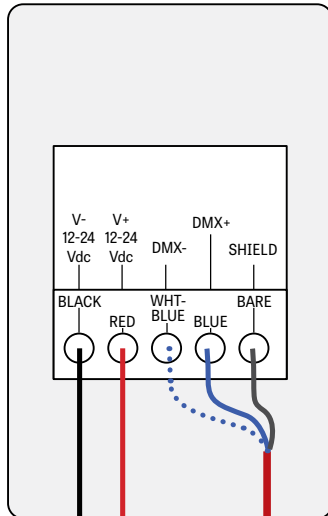 V-
12-24
Vdc
V+
12-24
Vdc
DMX-
DMX+
SHIELD
BLACK
RED
WHT-
BLUE
BLUE
BARE